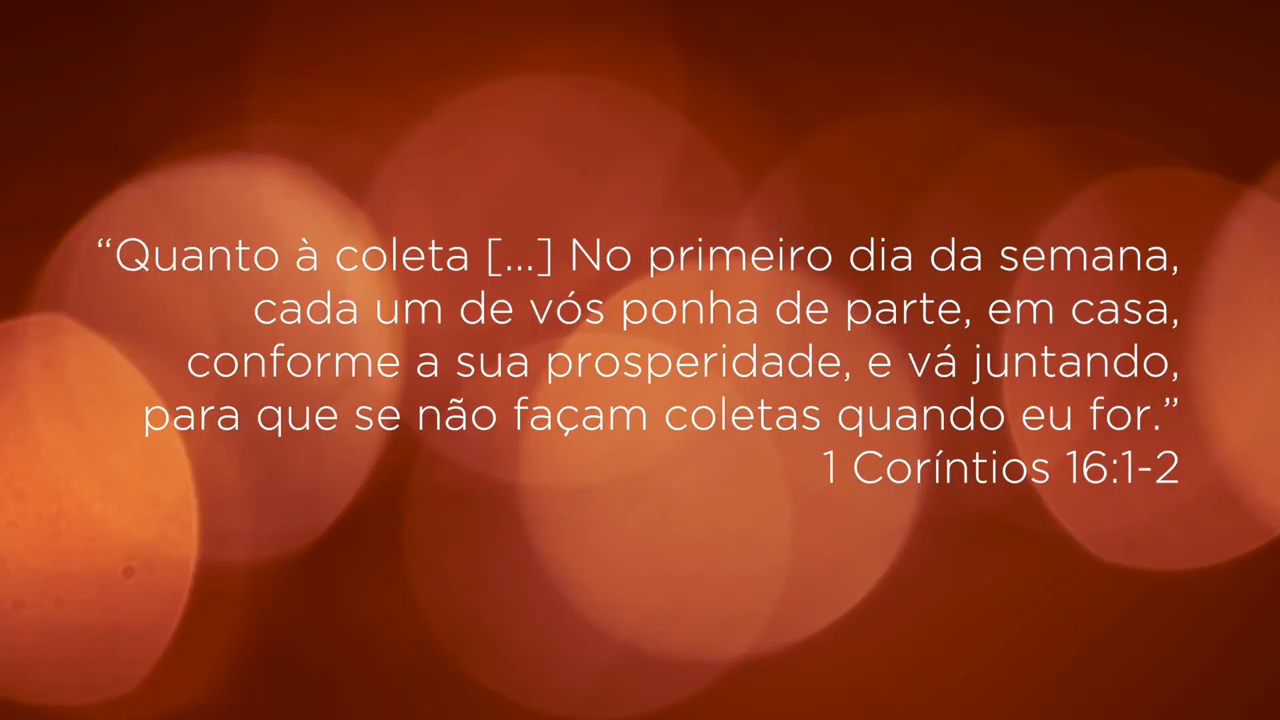 “Quanto à coleta [...] No primeiro dia da semana,
cada um de vós ponha de parte, em casa,
conforme a sua prosperidade, e vá juntando,
para que se não façam coletas quando eu for.”
1 Coríntios 16:1-2